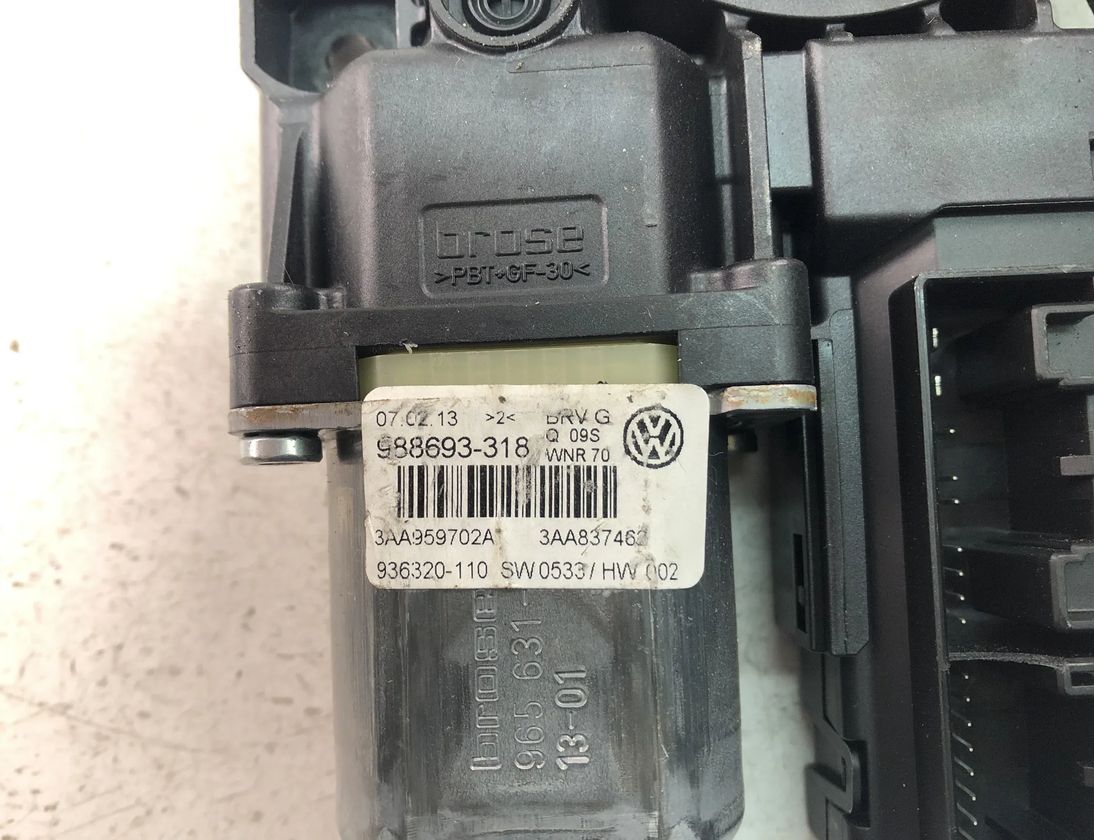 brose
>PBT+GF-30<
07.02.13 >2< BRV G
988693-318 Q 09S
WNR 70
3AA959702A 3AA837462
936320-110 SW 0533/ HW 002
brose
965 631-
13-01